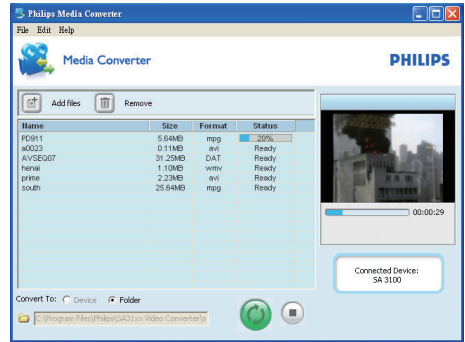 Philips Media Converter
File Edit Help
Media Converter
PHILIPS
Add files Remove
Name Size Format Status
PD911 5.64MB mpg 20%
a0023 0.11MB avi Ready
AVSEQ07 31.25MB DAT Ready
henai 1.10MB wmv Ready
prime 2.23MB avi Ready
south 25.64MB mpg Ready
00:00:29
Connected Device:
SA 3100
Convert To: Device Folder
C:\Program Files\Philips\SA31xx Video Converter\s